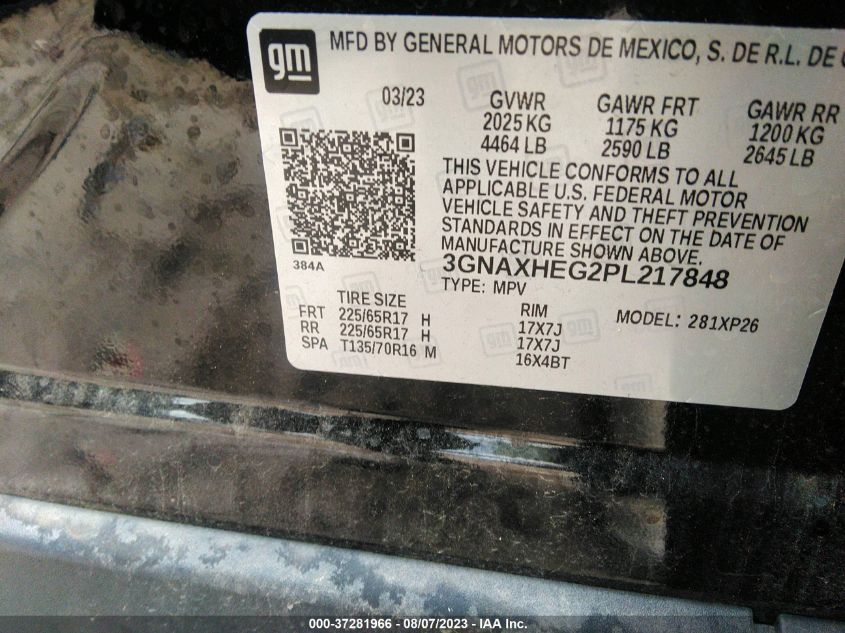 gm
MFD BY GENERAL MOTORS DE MEXICO, S. DE R.L. DE
03/23 GVWR GAWR FRT GAWR RR
2025 KG 1175 KG 1200 KG
4464 LB 2590 LB 2645 LB
THIS VEHICLE CONFORMS TO ALL
APPLICABLE U.S. FEDERAL MOTOR
VEHICLE SAFETY AND THEFT PREVENTION
STANDARDS IN EFFECT ON THE DATE OF
MANUFACTURE SHOWN ABOVE.
384A
3GNAXHEG2PL217848
TYPE: MPV
TIRE SIZE RIM MODEL: 281XP26
FRT 225/65R17 H 17X7J
RR 225/65R17 H 17X7J
SPA T135/70R16 M 16X4BT
000-37281966 - 08/07/2023 - IAA Inc.